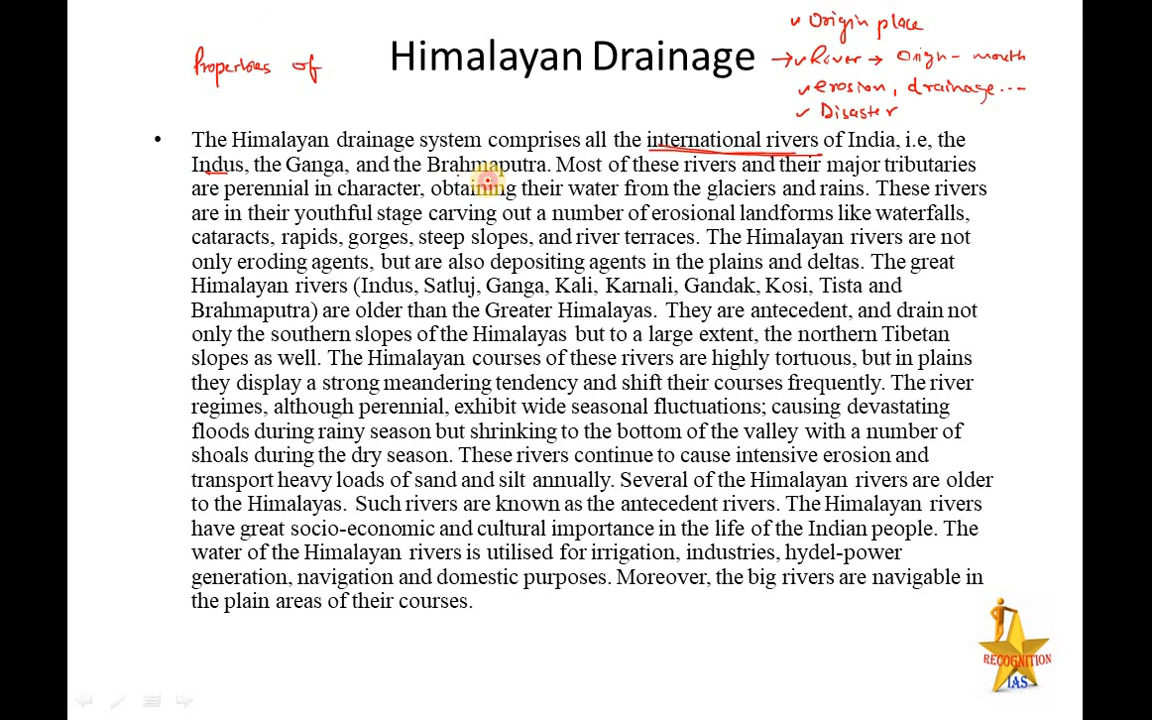 ✓ Origin place
Properties of Himalayan Drainage → ✓ River → Origin - mouth
✓ erosion, drainage...
✓ Disaster
• The Himalayan drainage system comprises all the international rivers of India, i.e, the
Indus, the Ganga, and the Brahmaputra. Most of these rivers and their major tributaries
are perennial in character, obtaining their water from the glaciers and rains. These rivers
are in their youthful stage carving out a number of erosional landforms like waterfalls,
cataracts, rapids, gorges, steep slopes, and river terraces. The Himalayan rivers are not
only eroding agents, but are also depositing agents in the plains and deltas. The great
Himalayan rivers (Indus, Satluj, Ganga, Kali, Karnali, Gandak, Kosi, Tista and
Brahmaputra) are older than the Greater Himalayas. They are antecedent, and drain not
only the southern slopes of the Himalayas but to a large extent, the northern Tibetan
slopes as well. The Himalayan courses of these rivers are highly tortuous, but in plains
they display a strong meandering tendency and shift their courses frequently. The river
regimes, although perennial, exhibit wide seasonal fluctuations; causing devastating
floods during rainy season but shrinking to the bottom of the valley with a number of
shoals during the dry season. These rivers continue to cause intensive erosion and
transport heavy loads of sand and silt annually. Several of the Himalayan rivers are older
to the Himalayas. Such rivers are known as the antecedent rivers. The Himalayan rivers
have great socio-economic and cultural importance in the life of the Indian people. The
water of the Himalayan rivers is utilised for irrigation, industries, hydel-power
generation, navigation and domestic purposes. Moreover, the big rivers are navigable in
the plain areas of their courses.
RECOGNITION
IAS